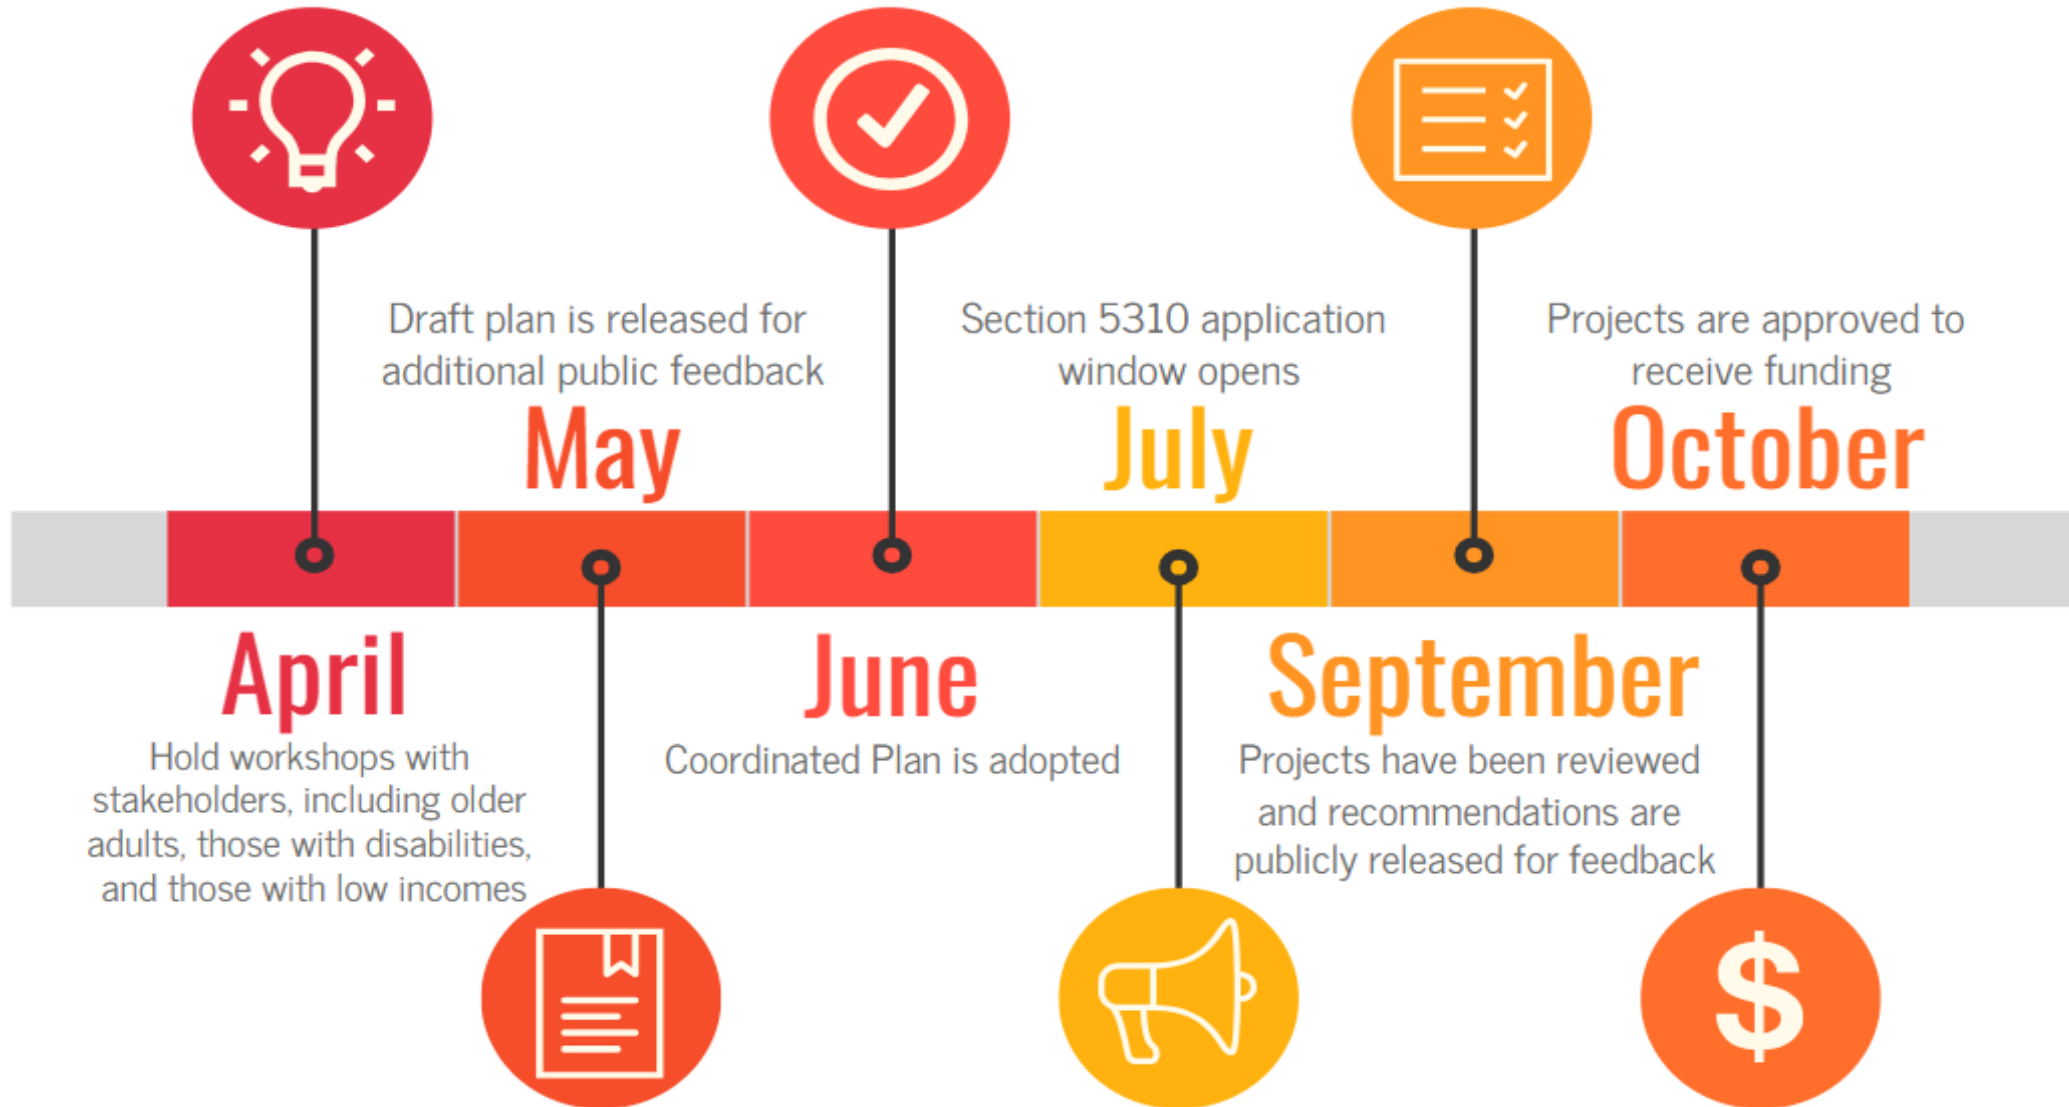 April
Hold workshops with
stakeholders, including older
adults, those with disabilities,
and those with low incomes
Draft plan is released for
additional public feedback
May
June
Coordinated Plan is adopted
Section 5310 application
window opens
July
September
Projects have been reviewed
and recommendations are
publicly released for feedback
Projects are approved to
receive funding
October
$